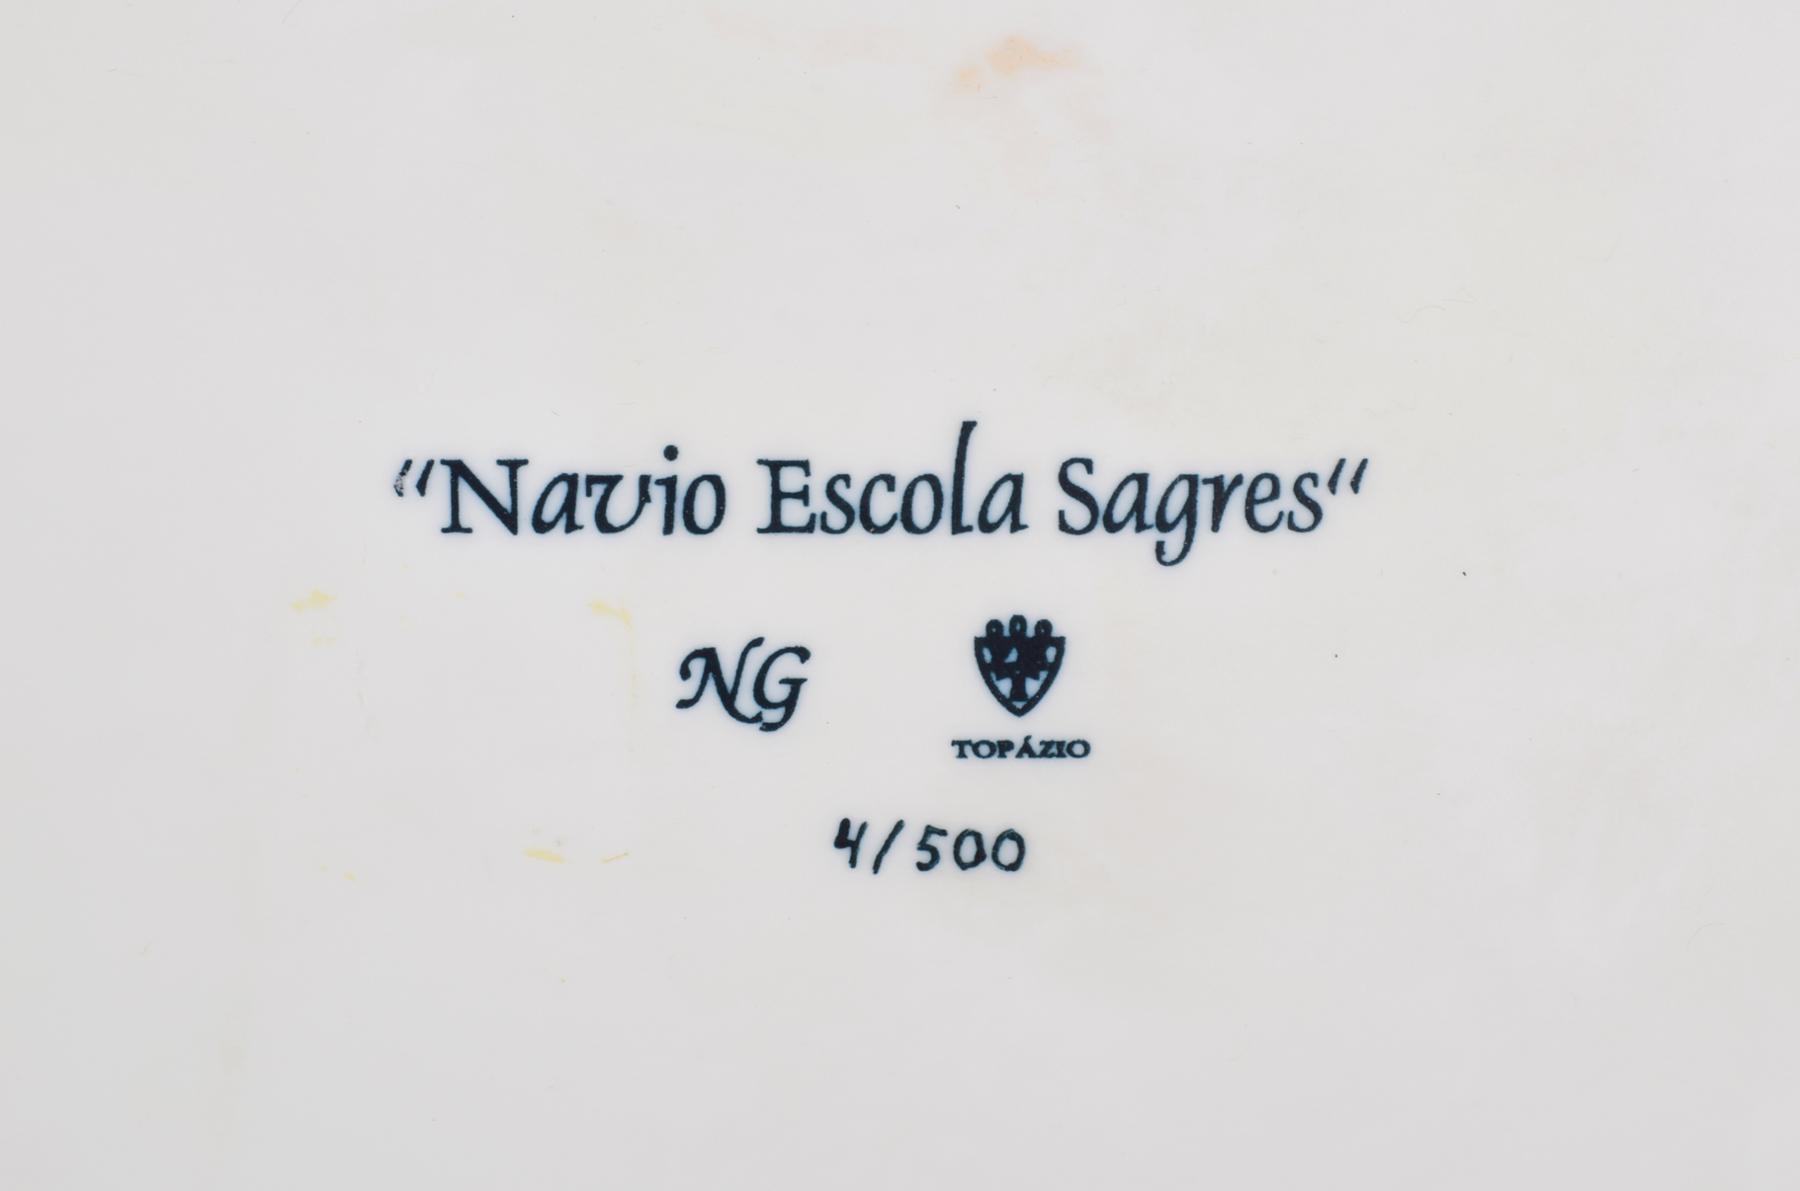 "Navio Escola Sagres"
NG
TOPÁZIO
4/500